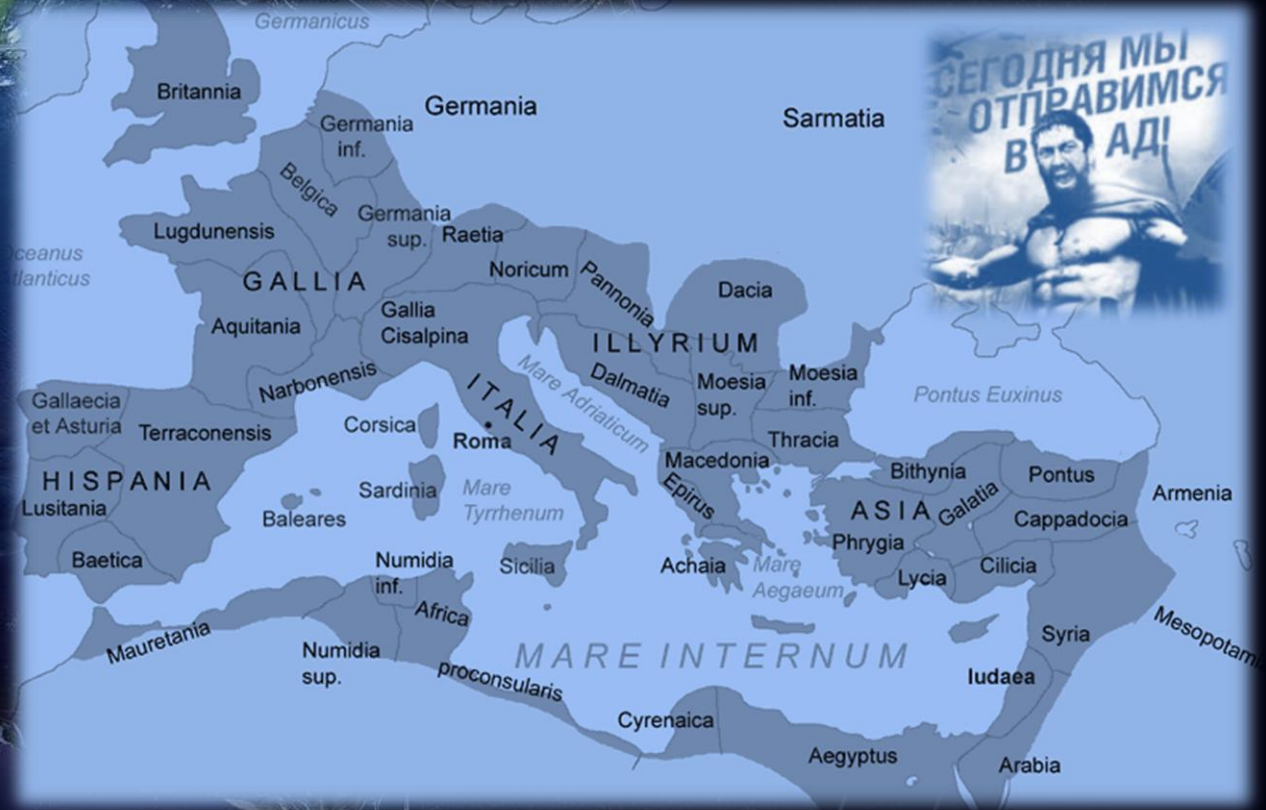 Germanicus
СЕГОДНЯ МЫ
ОТПРАВИМСЯ
В АД!
Britannia
Germania
Sarmatia
Germania
inf.
Belgica
Germania
sup.
Lugdunensis
Raetia
ceanus
tlanticus
GALLIA
Noricum
Pannonia
Dacia
Aquitania
Gallia
Cisalpina
ILLYRIUM
Narbonensis
ITALIA
Mare Adriaticum
Dalmatia
Moesia
sup.
Moesia
inf.
Pontus Euxinus
Gallaecia
et Asturia
Terraconensis
Corsica
Roma
Thracia
HISPANIA
Macedonia
Bithynia
Pontus
Lusitania
Baleares
Sardinia
Mare
Tyrrhenum
Epirus
ASIA
Galatia
Cappadocia
Armenia
Phrygia
Baetica
Numidia
inf.
Sicilia
Achaia
Mare
Aegaeum
Lycia
Cilicia
Africa
proconsularis
Mauretania
Numidia
sup.
MARE INTERNUM
Syria
Mesopotami
Iudaea
Cyrenaica
Aegyptus
Arabia